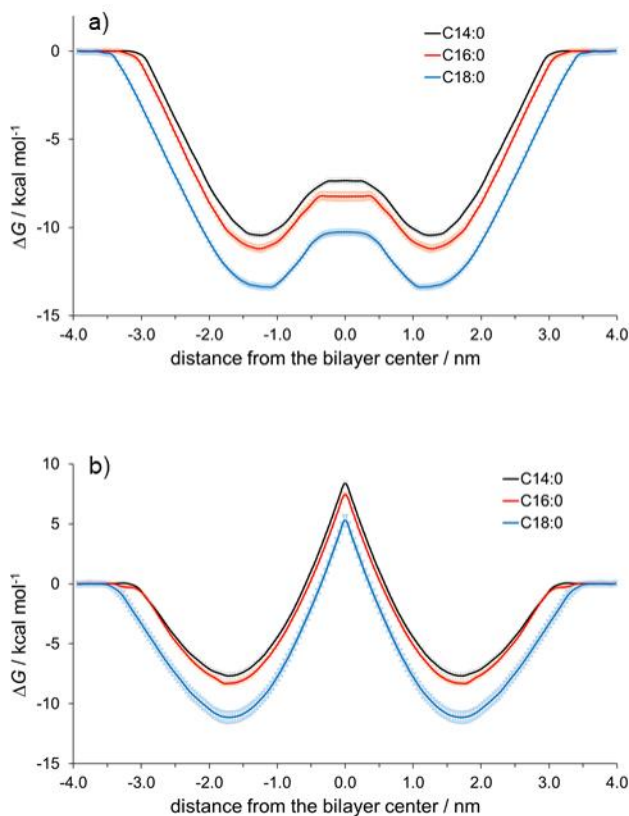 a)
C14:0
C16:0
C18:0
0
-5
-10
-15
ΔG / kcal mol⁻¹
-4.0 -3.0 -2.0 -1.0 0.0 1.0 2.0 3.0 4.0
distance from the bilayer center / nm
b)
C14:0
C16:0
C18:0
10
5
0
-5
-10
-15
ΔG / kcal mol⁻¹
-4.0 -3.0 -2.0 -1.0 0.0 1.0 2.0 3.0 4.0
distance from the bilayer center / nm